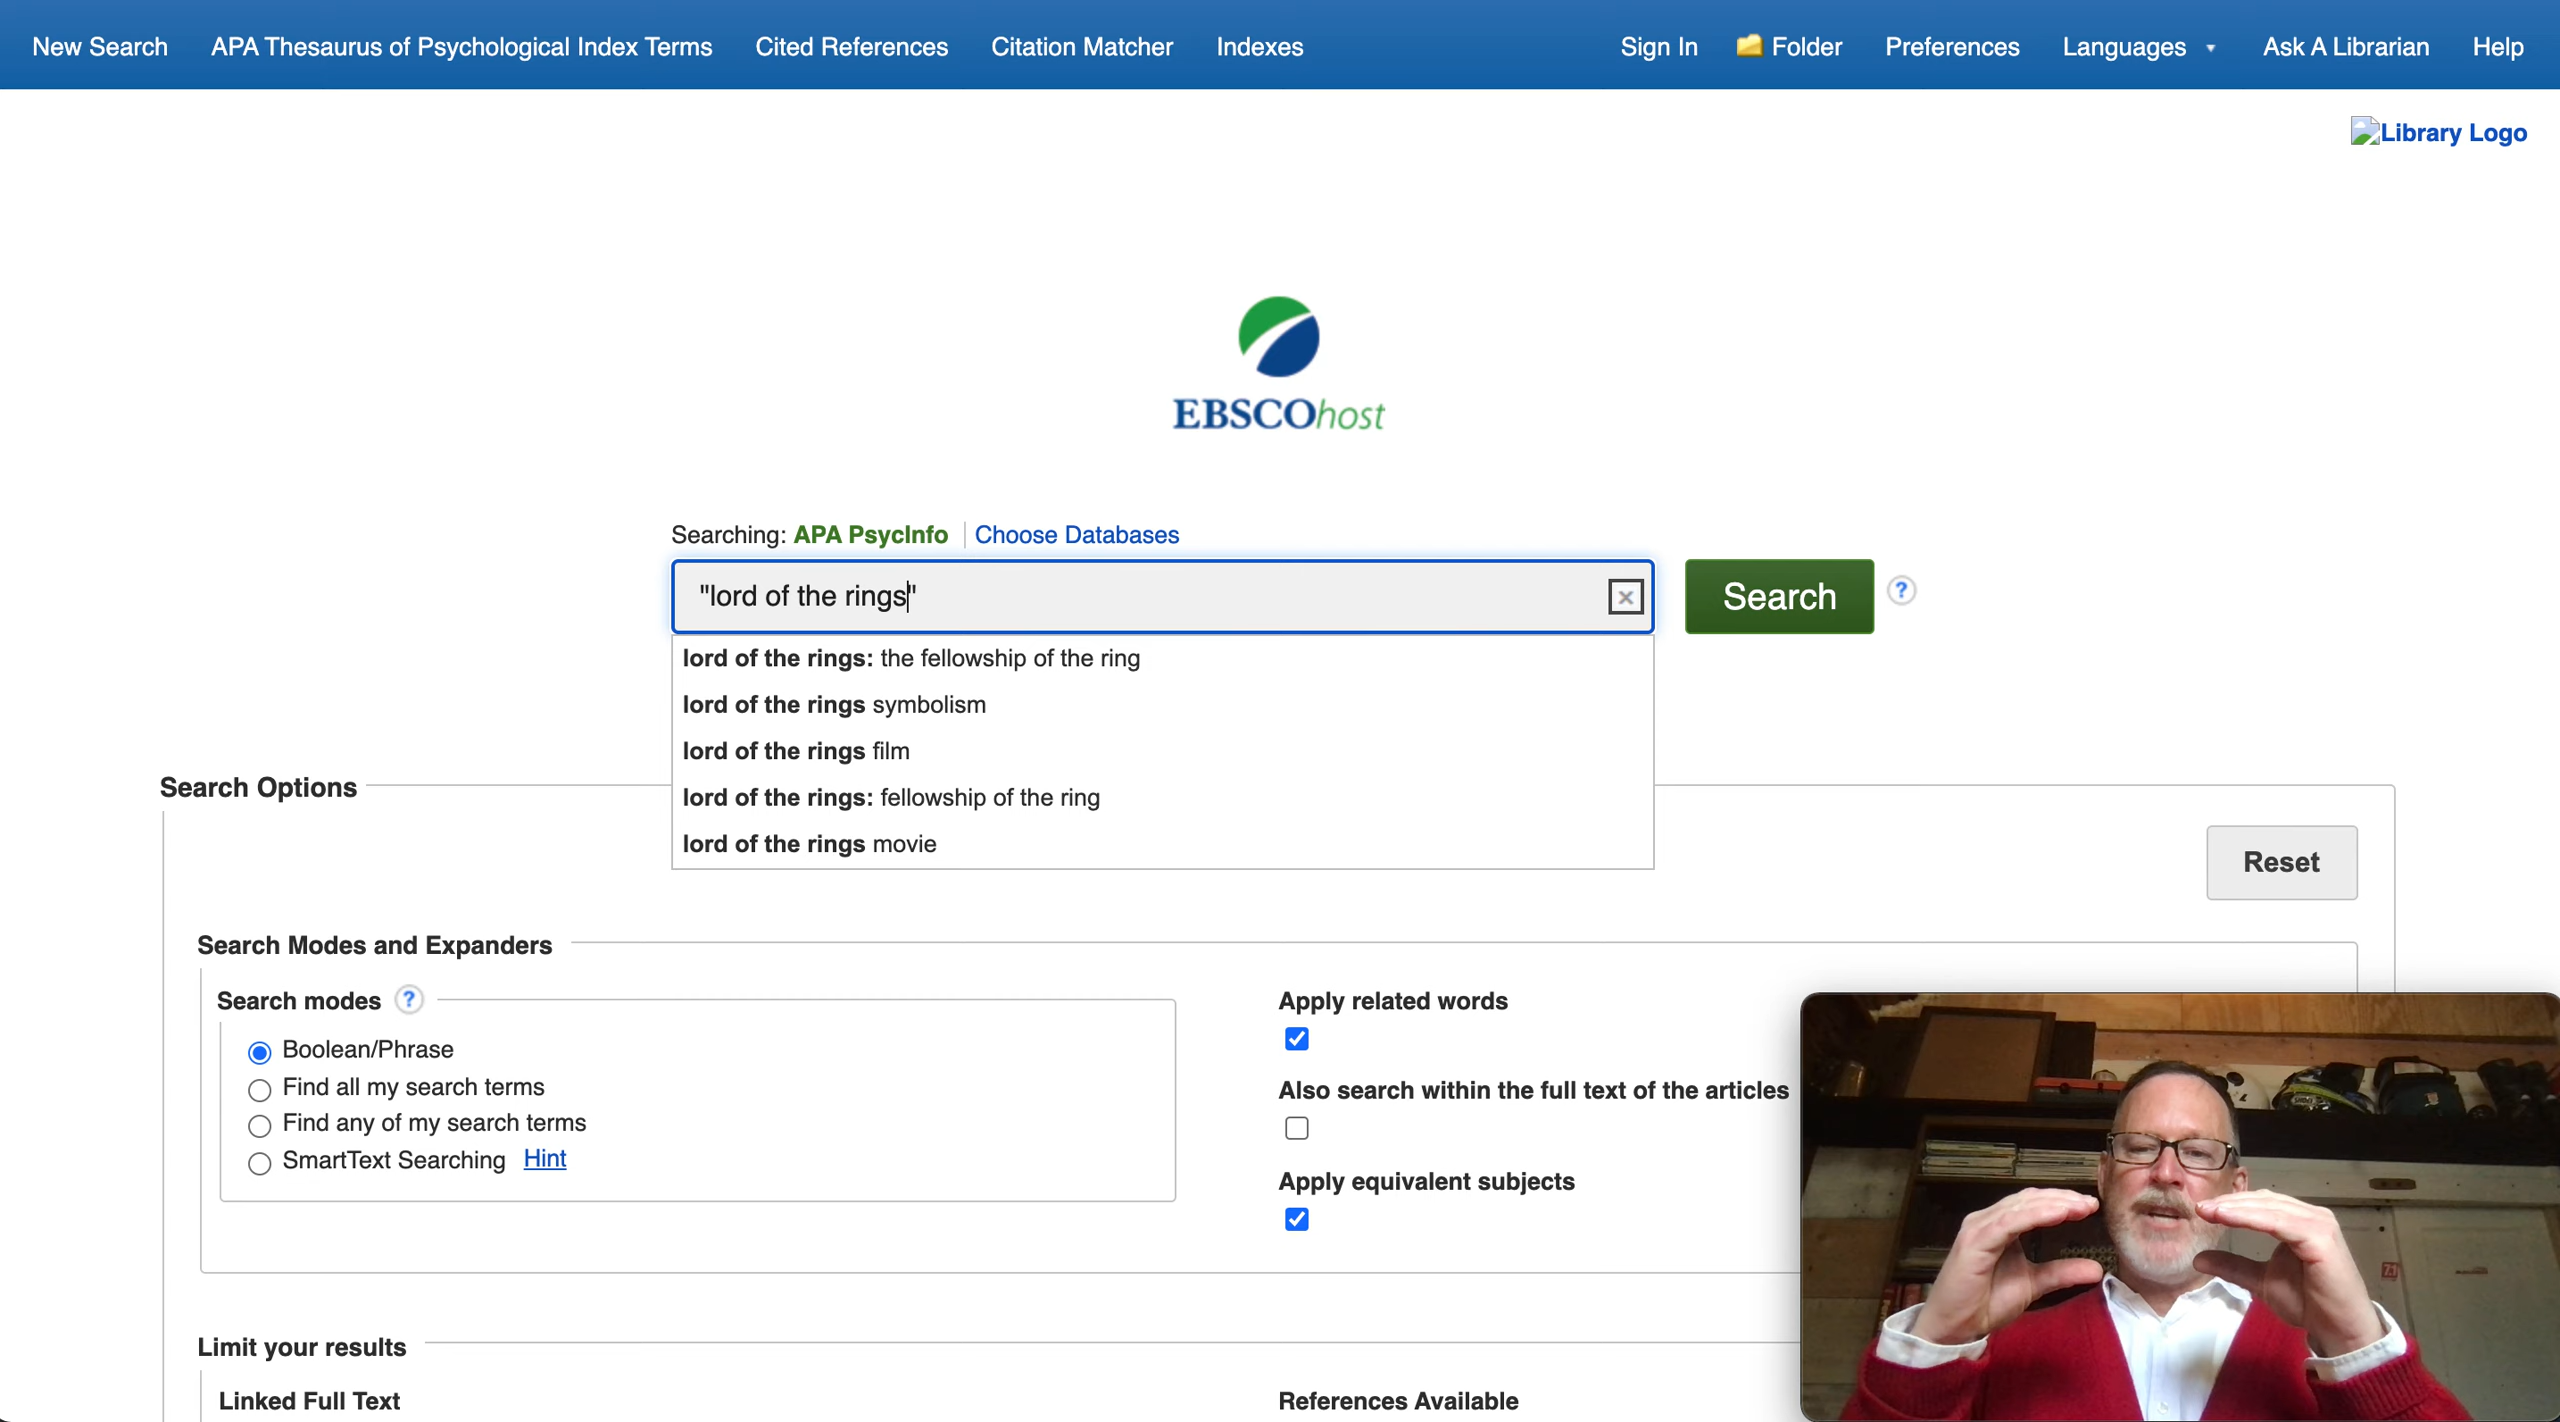 New Search APA Thesaurus of Psychological Index Terms Cited References Citation Matcher Indexes Sign In Folder Preferences Languages Ask A Librarian Help
Library Logo
EBSCOhost
Searching: APA PsycInfo Choose Databases
"lord of the rings"
Search ?
lord of the rings: the fellowship of the ring
lord of the rings symbolism
lord of the rings film
lord of the rings: fellowship of the ring
lord of the rings movie
Search Options
Reset
Search Modes and Expanders
Search modes ?
Boolean/Phrase
Find all my search terms
Find any of my search terms
SmartText Searching Hint
Apply related words
Also search within the full text of the articles
Apply equivalent subjects
Limit your results
Linked Full Text
References Available